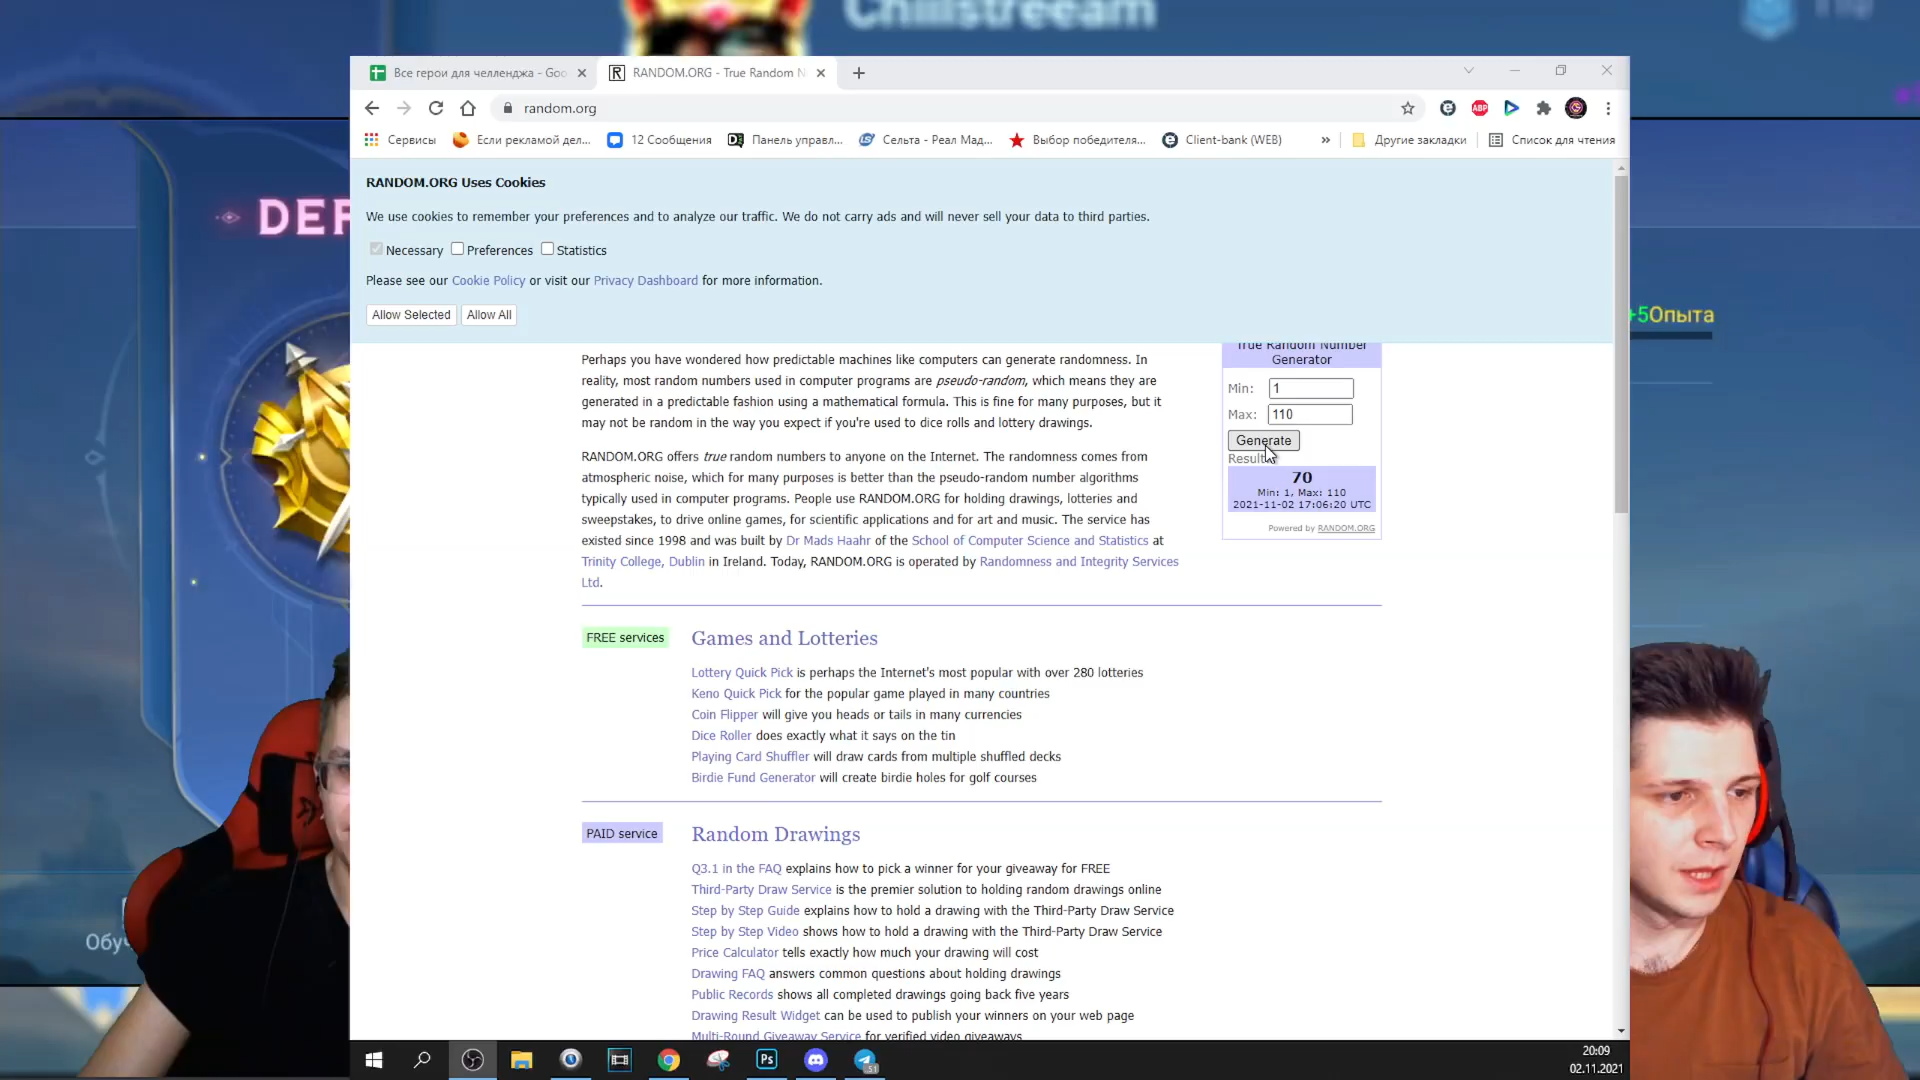 Chillstreeam
110
Все герои для челленджа - Goo
RANDOM.ORG - True Random N
random.org
ABP
Сервисы
Если рекламой дел...
12 Сообщения
Панель управл...
Сельта - Реал Мад...
Выбор победителя...
Client-bank (WEB)
»
Другие закладки
Список для чтения
RANDOM.ORG Uses Cookies
We use cookies to remember your preferences and to analyze our traffic. We do not carry ads and will never sell your data to third parties.
Necessary Preferences Statistics
Please see our Cookie Policy or visit our Privacy Dashboard for more information.
Allow Selected Allow All
DEF
+5Опыта
Perhaps you have wondered how predictable machines like computers can generate randomness. In
reality, most random numbers used in computer programs are pseudo-random, which means they are
generated in a predictable fashion using a mathematical formula. This is fine for many purposes, but it
may not be random in the way you expect if you're used to dice rolls and lottery drawings.
RANDOM.ORG offers true random numbers to anyone on the Internet. The randomness comes from
atmospheric noise, which for many purposes is better than the pseudo-random number algorithms
typically used in computer programs. People use RANDOM.ORG for holding drawings, lotteries and
sweepstakes, to drive online games, for scientific applications and for art and music. The service has
existed since 1998 and was built by Dr Mads Haahr of the School of Computer Science and Statistics at
Trinity College, Dublin in Ireland. Today, RANDOM.ORG is operated by Randomness and Integrity Services
Ltd.
True Random Number
Generator
Min: 1
Max: 110
Generate
Result
70
Min: 1, Max: 110
2021-11-02 17:06:20 UTC
Powered by RANDOM.ORG
FREE services
Games and Lotteries
Lottery Quick Pick is perhaps the Internet's most popular with over 280 lotteries
Keno Quick Pick for the popular game played in many countries
Coin Flipper will give you heads or tails in many currencies
Dice Roller does exactly what it says on the tin
Playing Card Shuffler will draw cards from multiple shuffled decks
Birdie Fund Generator will create birdie holes for golf courses
PAID service
Random Drawings
Q3.1 in the FAQ explains how to pick a winner for your giveaway for FREE
Third-Party Draw Service is the premier solution to holding random drawings online
Step by Step Guide explains how to hold a drawing with the Third-Party Draw Service
Step by Step Video shows how to hold a drawing with the Third-Party Draw Service
Price Calculator tells exactly how much your drawing will cost
Drawing FAQ answers common questions about holding drawings
Public Records shows all completed drawings going back five years
Drawing Result Widget can be used to publish your winners on your web page
Multi-Round Giveaway Service for verified video giveaways
Обу
Ps
51
20:09
02.11.2021